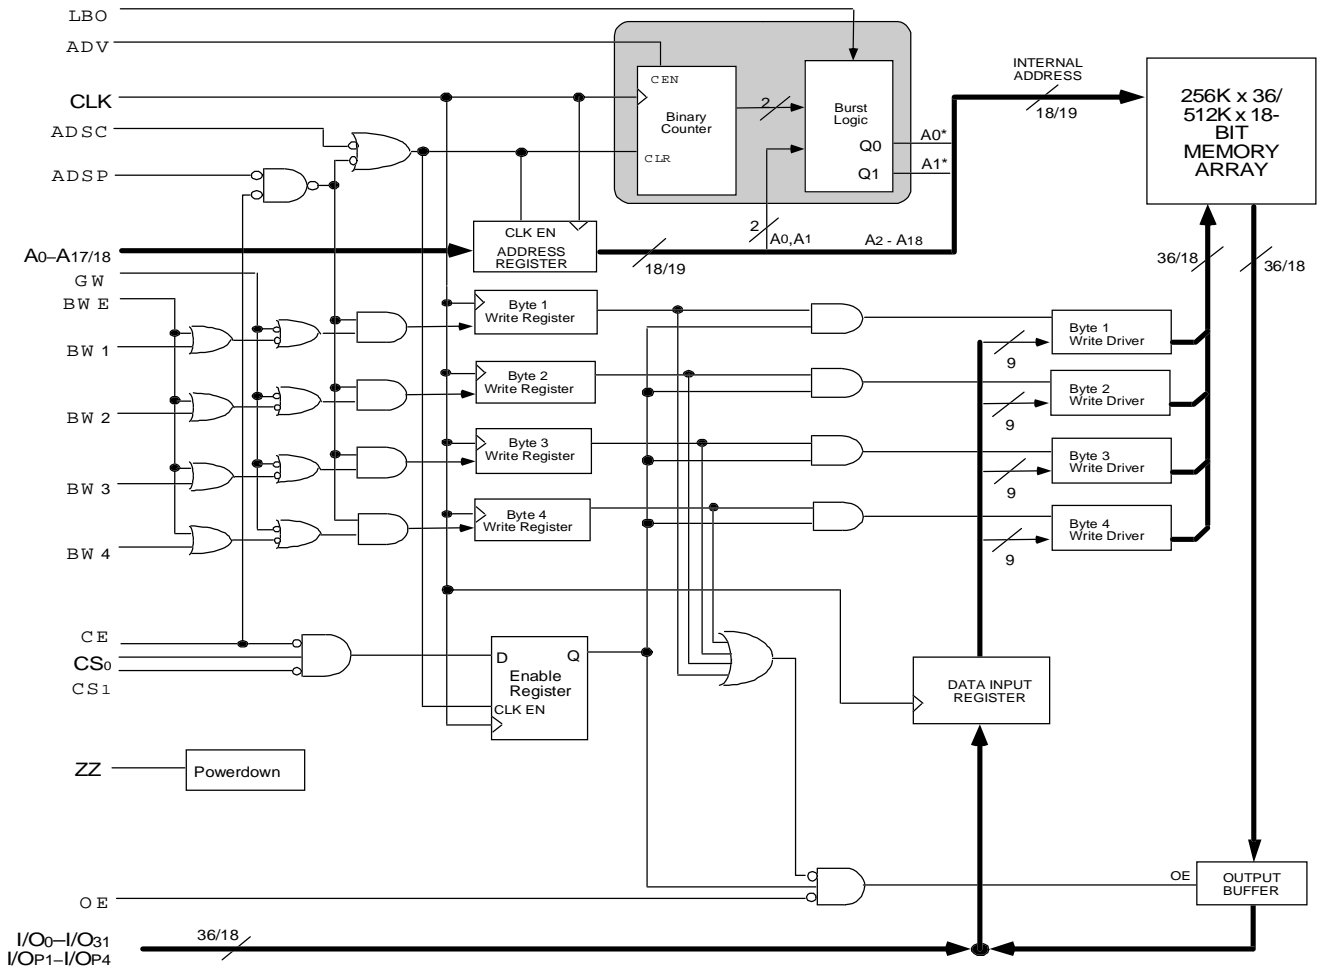 LBO
ADV
CLK
ADSC
ADSP
A0–A17/18
GW
BWE
BW1
BW2
BW3
BW4
CE
CS0
CS1
ZZ
Powerdown
OE
I/O0–I/O31
I/OP1–I/OP4
36/18
CEN
Binary
Counter
CLR
2
Burst
Logic
Q0
Q1
A0*
A1*
2
A0,A1
A2 - A18
CLK EN
ADDRESS
REGISTER
18/19
INTERNAL
ADDRESS
18/19
256K x 36/
512K x 18-
BIT
MEMORY
ARRAY
36/18
36/18
Byte 1
Write Register
Byte 2
Write Register
Byte 3
Write Register
Byte 4
Write Register
9
Byte 1
Write Driver
9
Byte 2
Write Driver
9
Byte 3
Write Driver
9
Byte 4
Write Driver
D
Q
Enable
Register
CLK EN
DATA INPUT
REGISTER
OE
OUTPUT
BUFFER